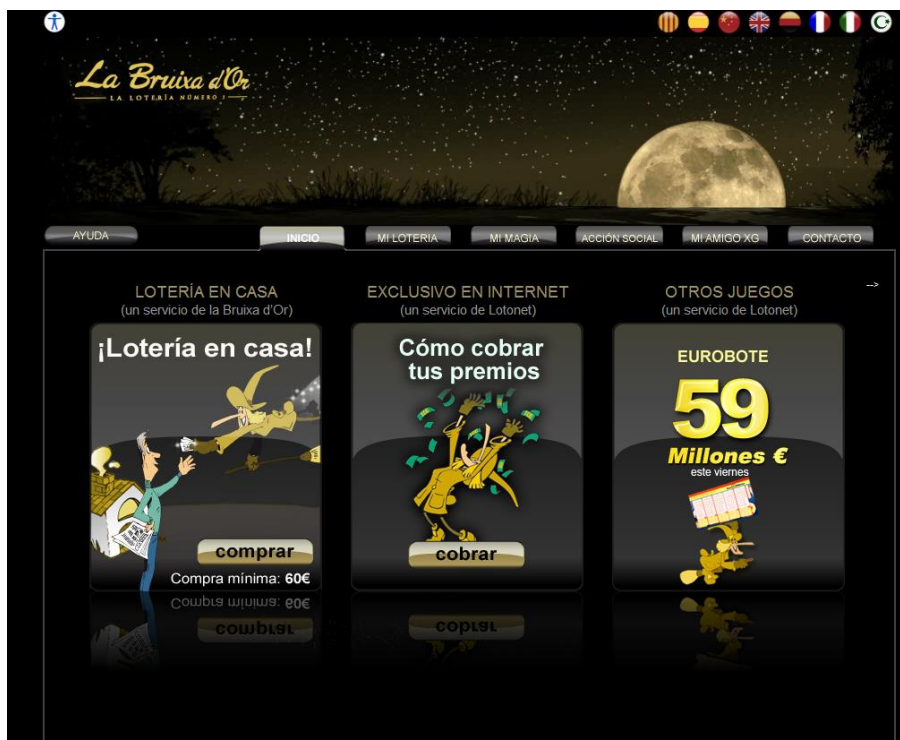 La Bruixa d'Or
LA LOTERÍA NÚMERO 1
AYUDA
INICIO
MI LOTERIA
MI MAGIA
ACCIÓN SOCIAL
MI AMIGO XG
CONTACTO
LOTERÍA EN CASA
(un servicio de la Bruixa d'Or)
¡Lotería en casa!
comprar
Compra mínima: 60€
EXCLUSIVO EN INTERNET
(un servicio de Lotonet)
Cómo cobrar
tus premios
cobrar
OTROS JUEGOS
(un servicio de Lotonet)
EUROBOTE
59
Millones €
este viernes
-->